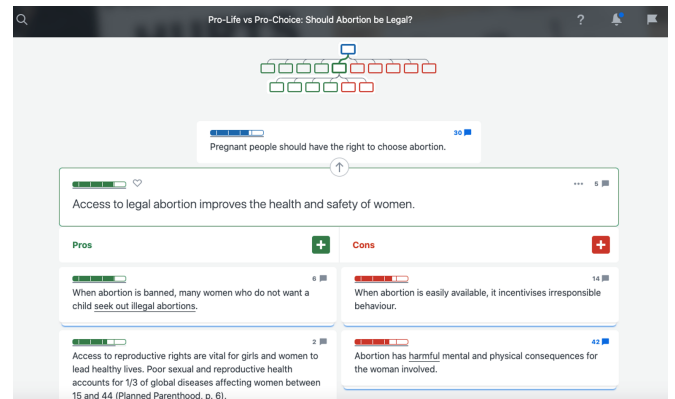 Pro-Life vs Pro-Choice: Should Abortion be Legal?
?
30
Pregnant people should have the right to choose abortion.
5
Access to legal abortion improves the health and safety of women.
Pros
Cons
6
When abortion is banned, many women who do not want a
child seek out illegal abortions.
14
When abortion is easily available, it incentivises irresponsible
behaviour.
2
Access to reproductive rights are vital for girls and women to
lead healthy lives. Poor sexual and reproductive health
accounts for 1/3 of global diseases affecting women between
15 and 44 (Planned Parenthood, p. 6).
42
Abortion has harmful mental and physical consequences for
the woman involved.